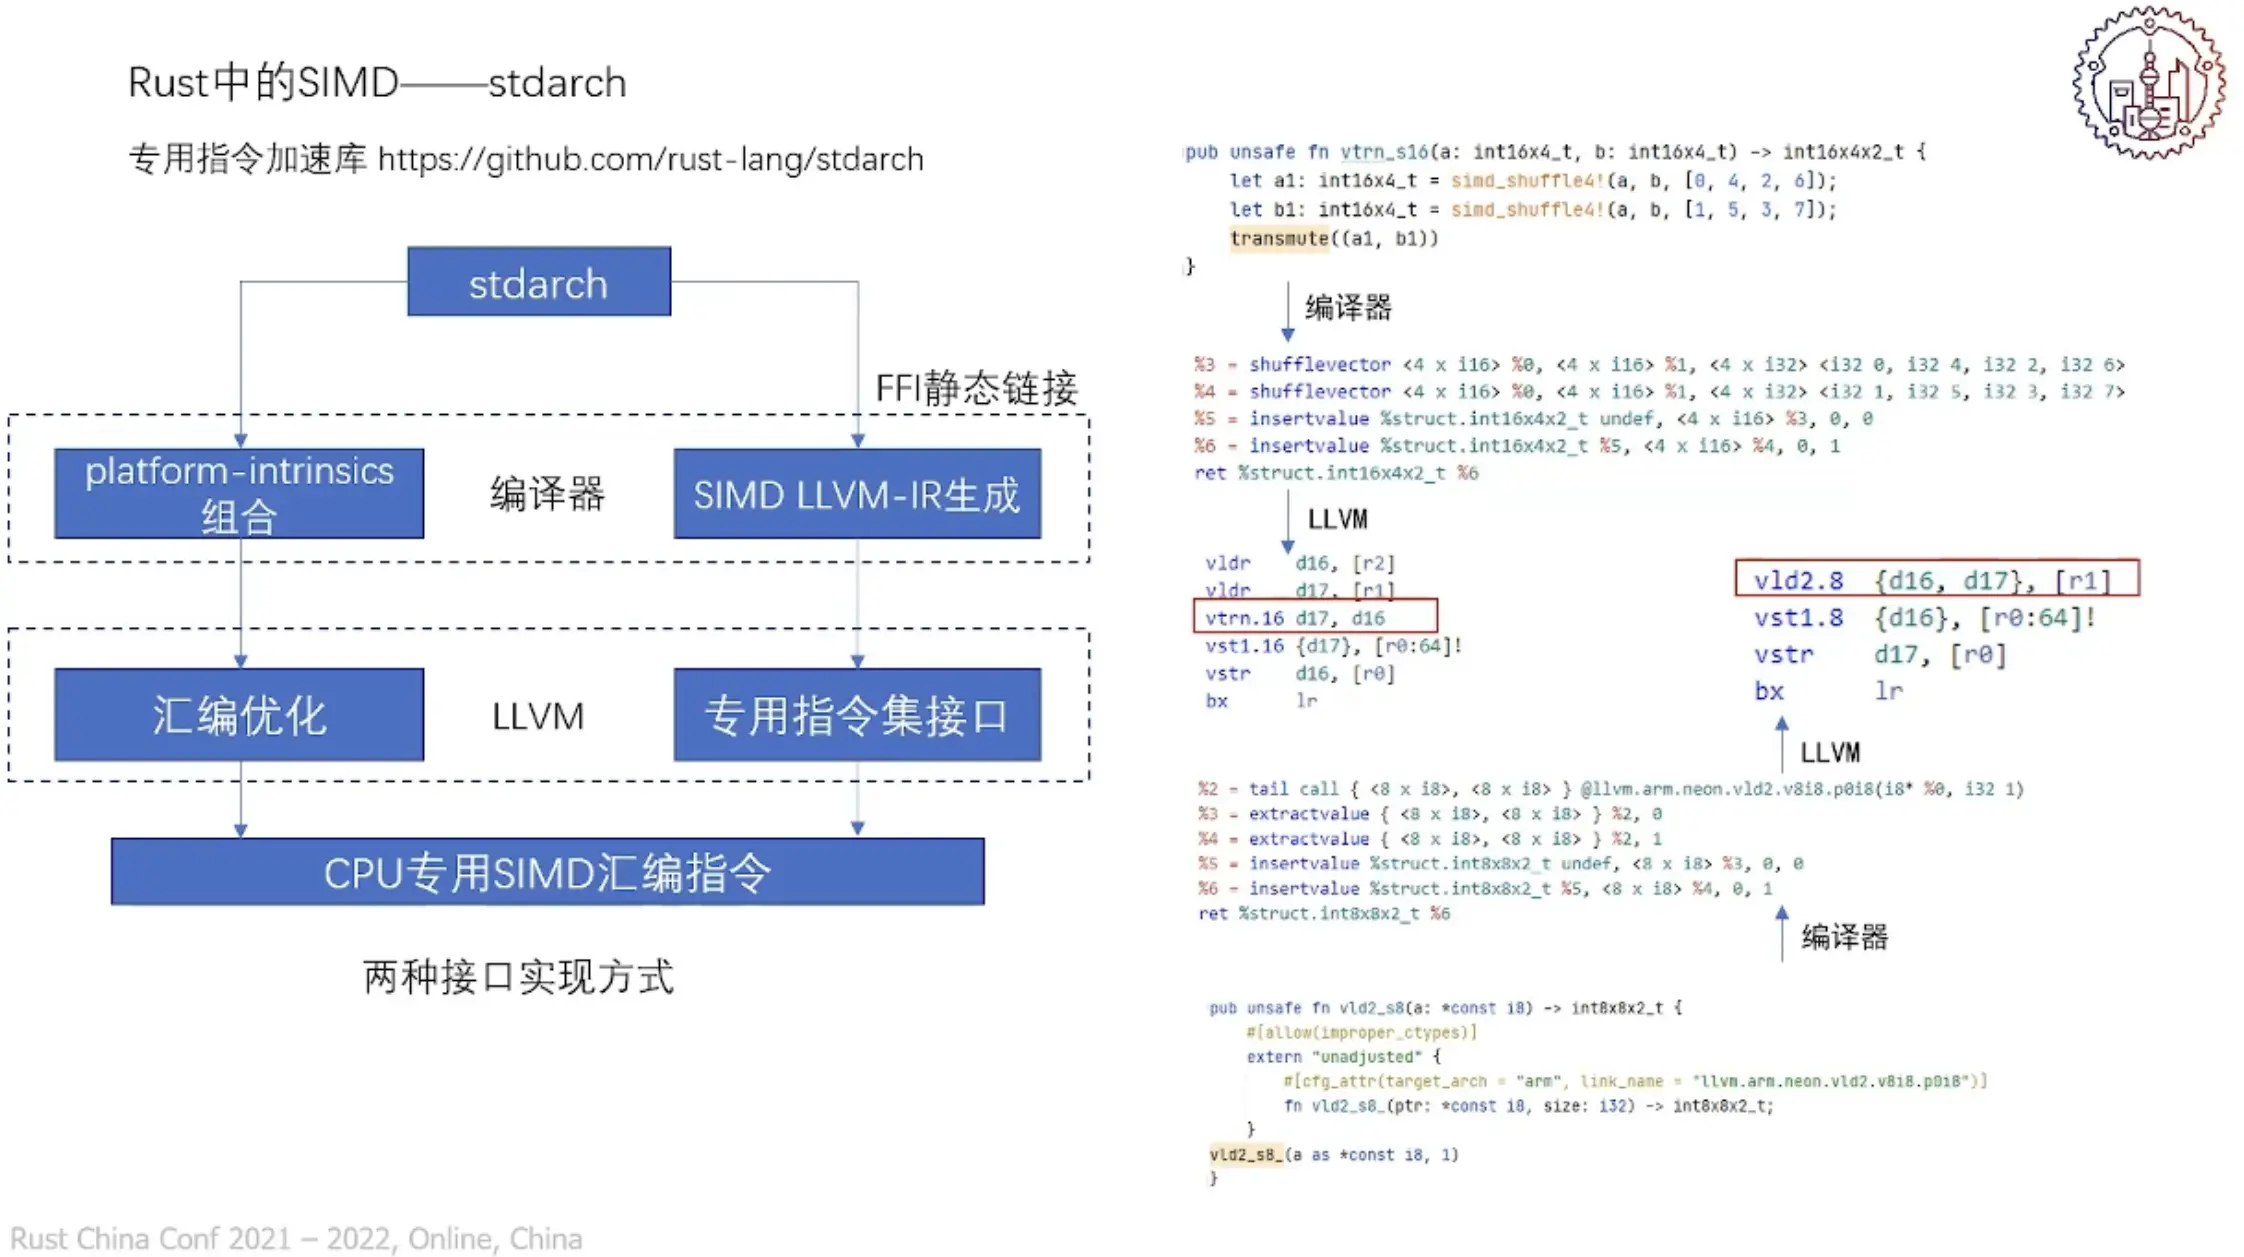 Rust中的SIMD——stdarch
专用指令加速库 https://github.com/rust-lang/stdarch
stdarch
FFI静态链接
platform-intrinsics
组合
编译器
SIMD LLVM-IR生成
汇编优化
LLVM
专用指令集接口
CPU专用SIMD汇编指令
两种接口实现方式
pub unsafe fn vtrn_s16(a: int16x4_t, b: int16x4_t) -> int16x4x2_t {
let a1: int16x4_t = simd_shuffle4!(a, b, [0, 4, 2, 6]);
let b1: int16x4_t = simd_shuffle4!(a, b, [1, 5, 3, 7]);
transmute((a1, b1))
}
编译器
%3 = shufflevector <4 x i16> %0, <4 x i16> %1, <4 x i32> <i32 0, i32 4, i32 2, i32 6>
%4 = shufflevector <4 x i16> %0, <4 x i16> %1, <4 x i32> <i32 1, i32 5, i32 3, i32 7>
%5 = insertvalue %struct.int16x4x2_t undef, <4 x i16> %3, 0, 0
%6 = insertvalue %struct.int16x4x2_t %5, <4 x i16> %4, 0, 1
ret %struct.int16x4x2_t %6
LLVM
vldr d16, [r2]
vldr d17, [r1]
vtrn.16 d17, d16
vst1.16 {d17}, [r0:64]!
vstr d16, [r0]
bx lr
vld2.8 {d16, d17}, [r1]
vst1.8 {d16}, [r0:64]!
vstr d17, [r0]
bx lr
LLVM
%2 = tail call { <8 x i8>, <8 x i8> } @llvm.arm.neon.vld2.v8i8.p0i8(i8* %0, i32 1)
%3 = extractvalue { <8 x i8>, <8 x i8> } %2, 0
%4 = extractvalue { <8 x i8>, <8 x i8> } %2, 1
%5 = insertvalue %struct.int8x8x2_t undef, <8 x i8> %3, 0, 0
%6 = insertvalue %struct.int8x8x2_t %5, <8 x i8> %4, 0, 1
ret %struct.int8x8x2_t %6
编译器
pub unsafe fn vld2_s8(a: *const i8) -> int8x8x2_t {
#[allow(improper_ctypes)]
extern "unadjusted" {
#[cfg_attr(target_arch = "arm", link_name = "llvm.arm.neon.vld2.v8i8.p0i8")]
fn vld2_s8_(ptr: *const i8, size: i32) -> int8x8x2_t;
}
vld2_s8_(a as *const i8, 1)
}
Rust China Conf 2021 – 2022, Online, China